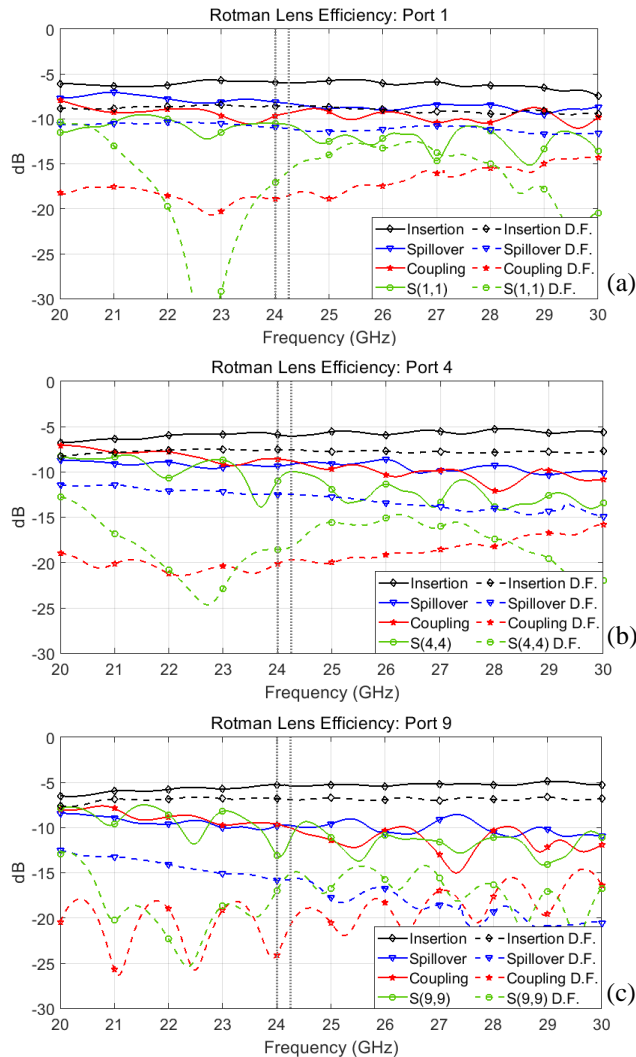 Rotman Lens Efficiency: Port 1
0
-5
-10
-15
-20
-25
-30
dB
Insertion
Insertion D.F.
Spillover
Spillover D.F.
Coupling
Coupling D.F.
S(1,1)
S(1,1) D.F.
20 21 22 23 24 25 26 27 28 29 30
Frequency (GHz)
(a)
Rotman Lens Efficiency: Port 4
0
-5
-10
-15
-20
-25
-30
dB
Insertion
Insertion D.F.
Spillover
Spillover D.F.
Coupling
Coupling D.F.
S(4,4)
S(4,4) D.F.
20 21 22 23 24 25 26 27 28 29 30
Frequency (GHz)
(b)
Rotman Lens Efficiency: Port 9
0
-5
-10
-15
-20
-25
-30
dB
Insertion
Insertion D.F.
Spillover
Spillover D.F.
Coupling
Coupling D.F.
S(9,9)
S(9,9) D.F.
20 21 22 23 24 25 26 27 28 29 30
Frequency (GHz)
(c)